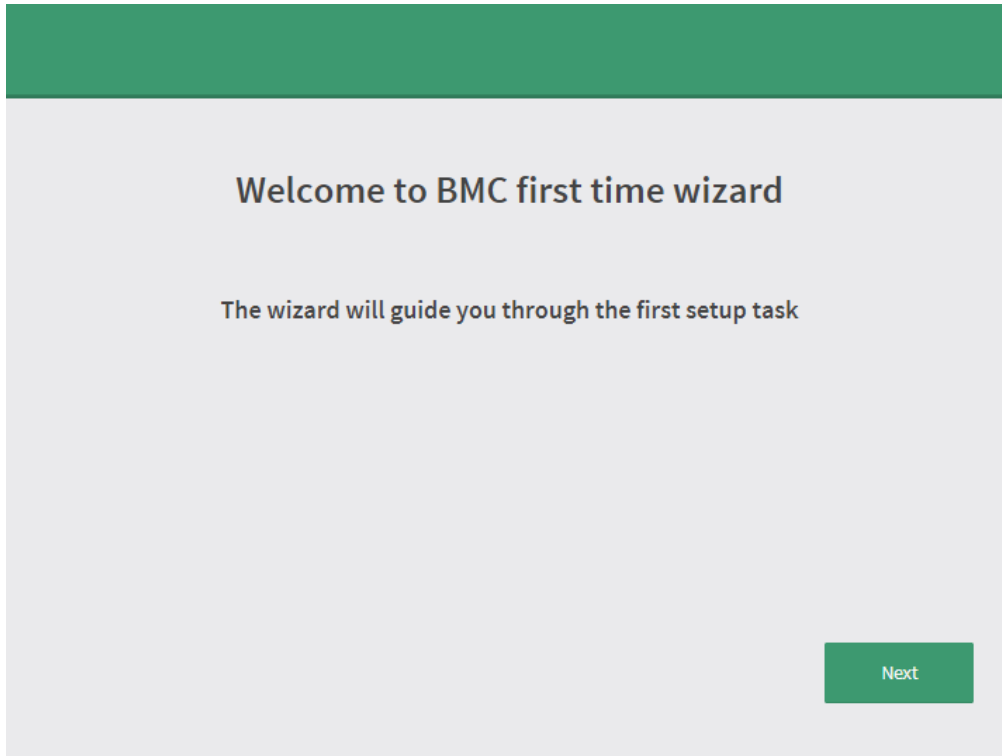 Welcome to BMC first time wizard
The wizard will guide you through the first setup task
Next